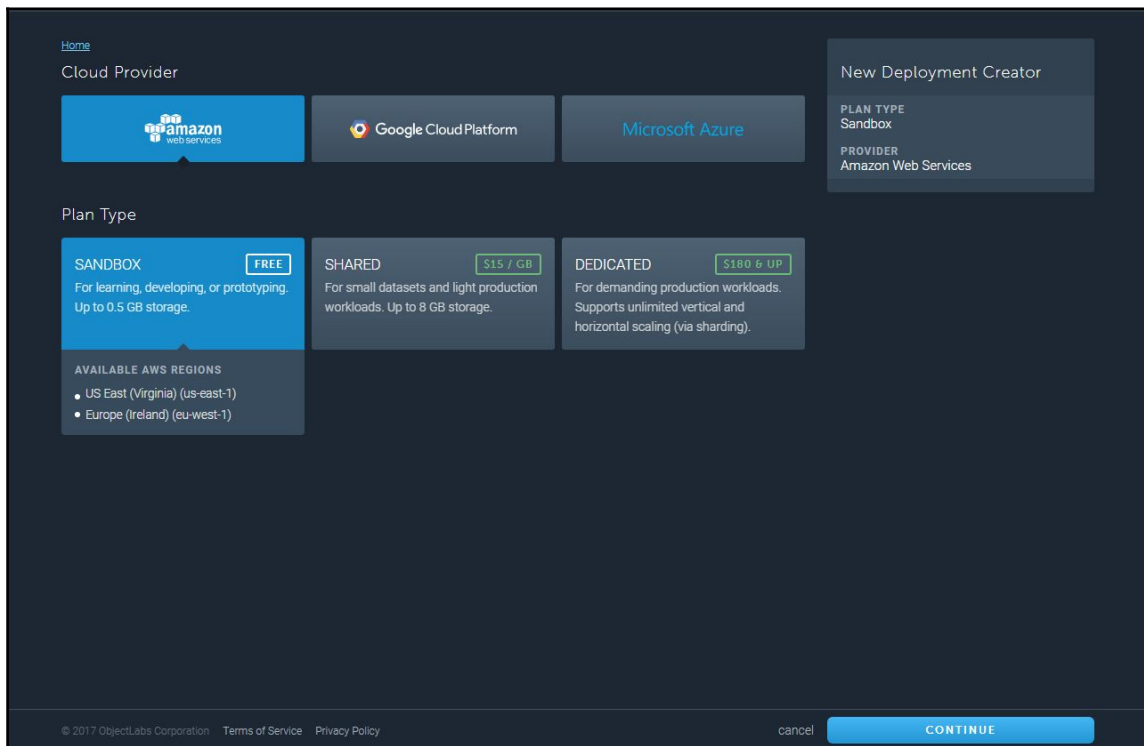 Home
Cloud Provider
amazon
web services
Google Cloud Platform
Microsoft Azure
New Deployment Creator
PLAN TYPE
Sandbox
PROVIDER
Amazon Web Services
Plan Type
SANDBOX
FREE
For learning, developing, or prototyping.
Up to 0.5 GB storage.
SHARED
$15 / GB
For small datasets and light production
workloads. Up to 8 GB storage.
DEDICATED
$180 & UP
For demanding production workloads.
Supports unlimited vertical and
horizontal scaling (via sharding).
AVAILABLE AWS REGIONS
US East (Virginia) (us-east-1)
Europe (Ireland) (eu-west-1)
© 2017 ObjectLabs Corporation Terms of Service Privacy Policy
cancel
CONTINUE